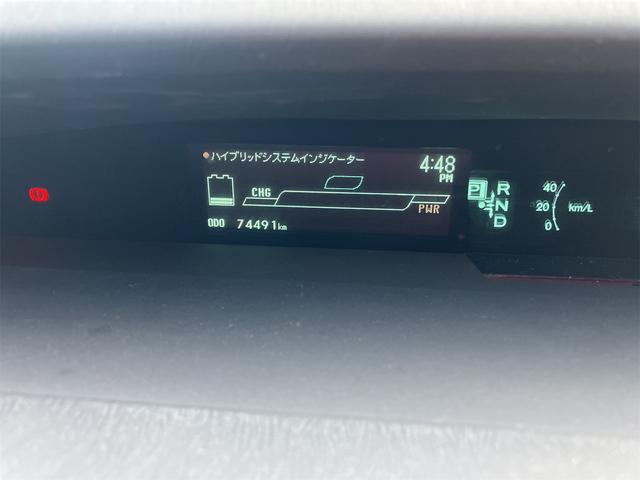 ハイブリッドシステムインジケーター
4:48
PM
CHG
PWR
ODO 74491km
P R
N
D
40
20
0
km/L